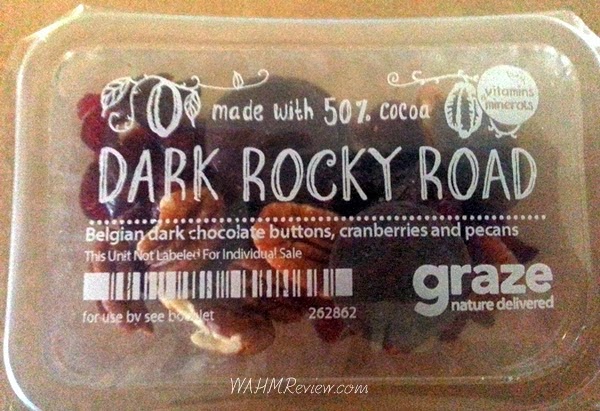 vitamins
minerals
made with 50% cocoa
DARK ROCKY ROAD
Belgian dark chocolate buttons, cranberries and pecans
This Unit Not Labeled For Individual Sale
graze
nature delivered
for use by see booklet
262862
WAHMReview.com